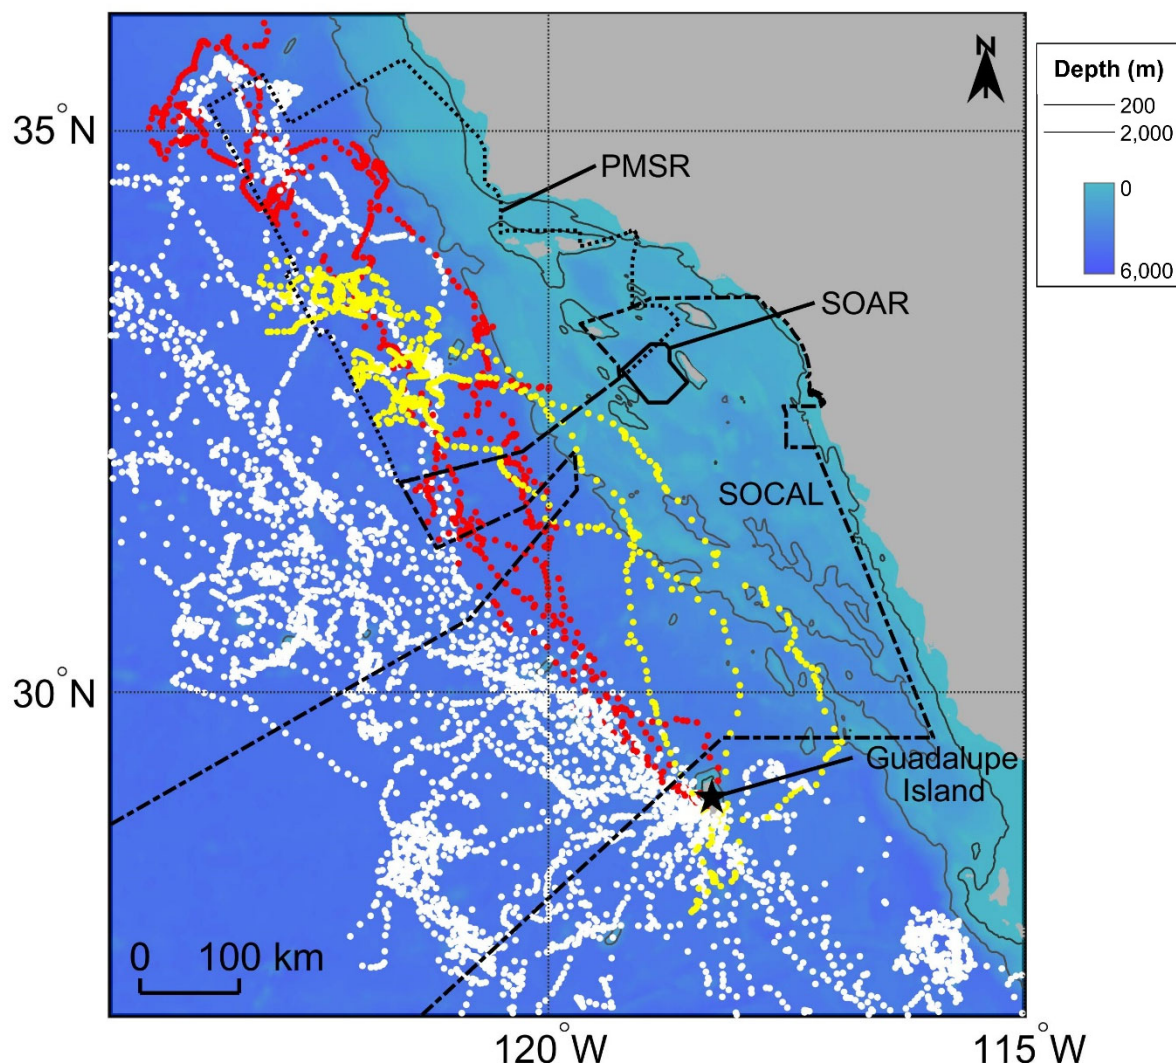 N
Depth (m)
200
2,000
0
6,000
35°N
PMSR
SOAR
SOCAL
30°N
Guadalupe
Island
0 100 km
120°W
115°W